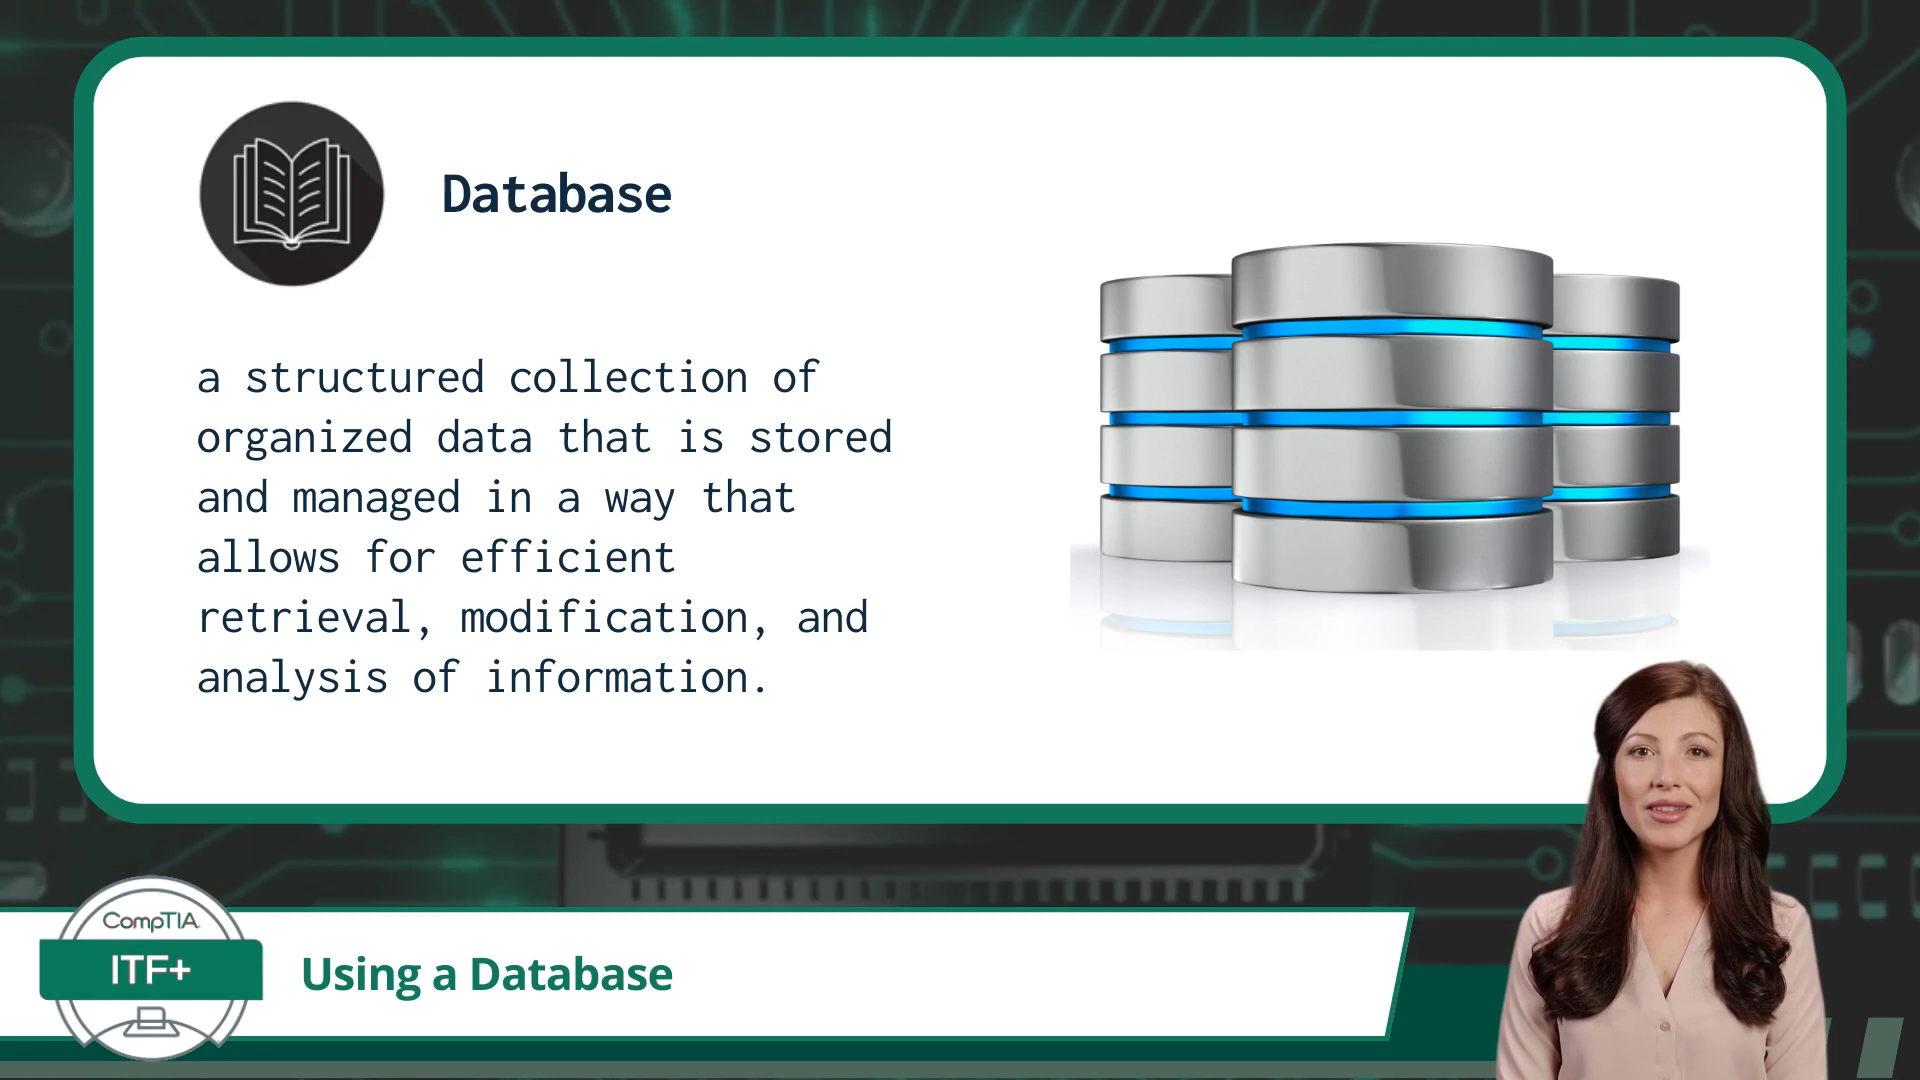 Database
a structured collection of
organized data that is stored
and managed in a way that
allows for efficient
retrieval, modification, and
analysis of information.
CompTIA
ITF+
Using a Database